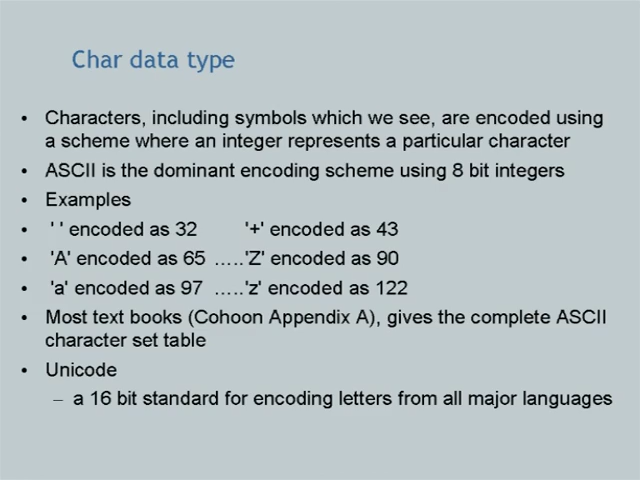 Char data type
• Characters, including symbols which we see, are encoded using
a scheme where an integer represents a particular character
• ASCII is the dominant encoding scheme using 8 bit integers
• Examples
• ' ' encoded as 32 '+' encoded as 43
• 'A' encoded as 65 .....'Z' encoded as 90
• 'a' encoded as 97 .....'z' encoded as 122
• Most text books (Cohoon Appendix A), gives the complete ASCII
character set table
• Unicode
– a 16 bit standard for encoding letters from all major languages